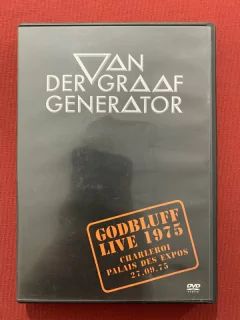 VAN
DER GRAAF
GENERATOR
GODBLUFF
LIVE 1975
CHARLEROI
PALAIS DES EXPOS
27.09.75
DVD